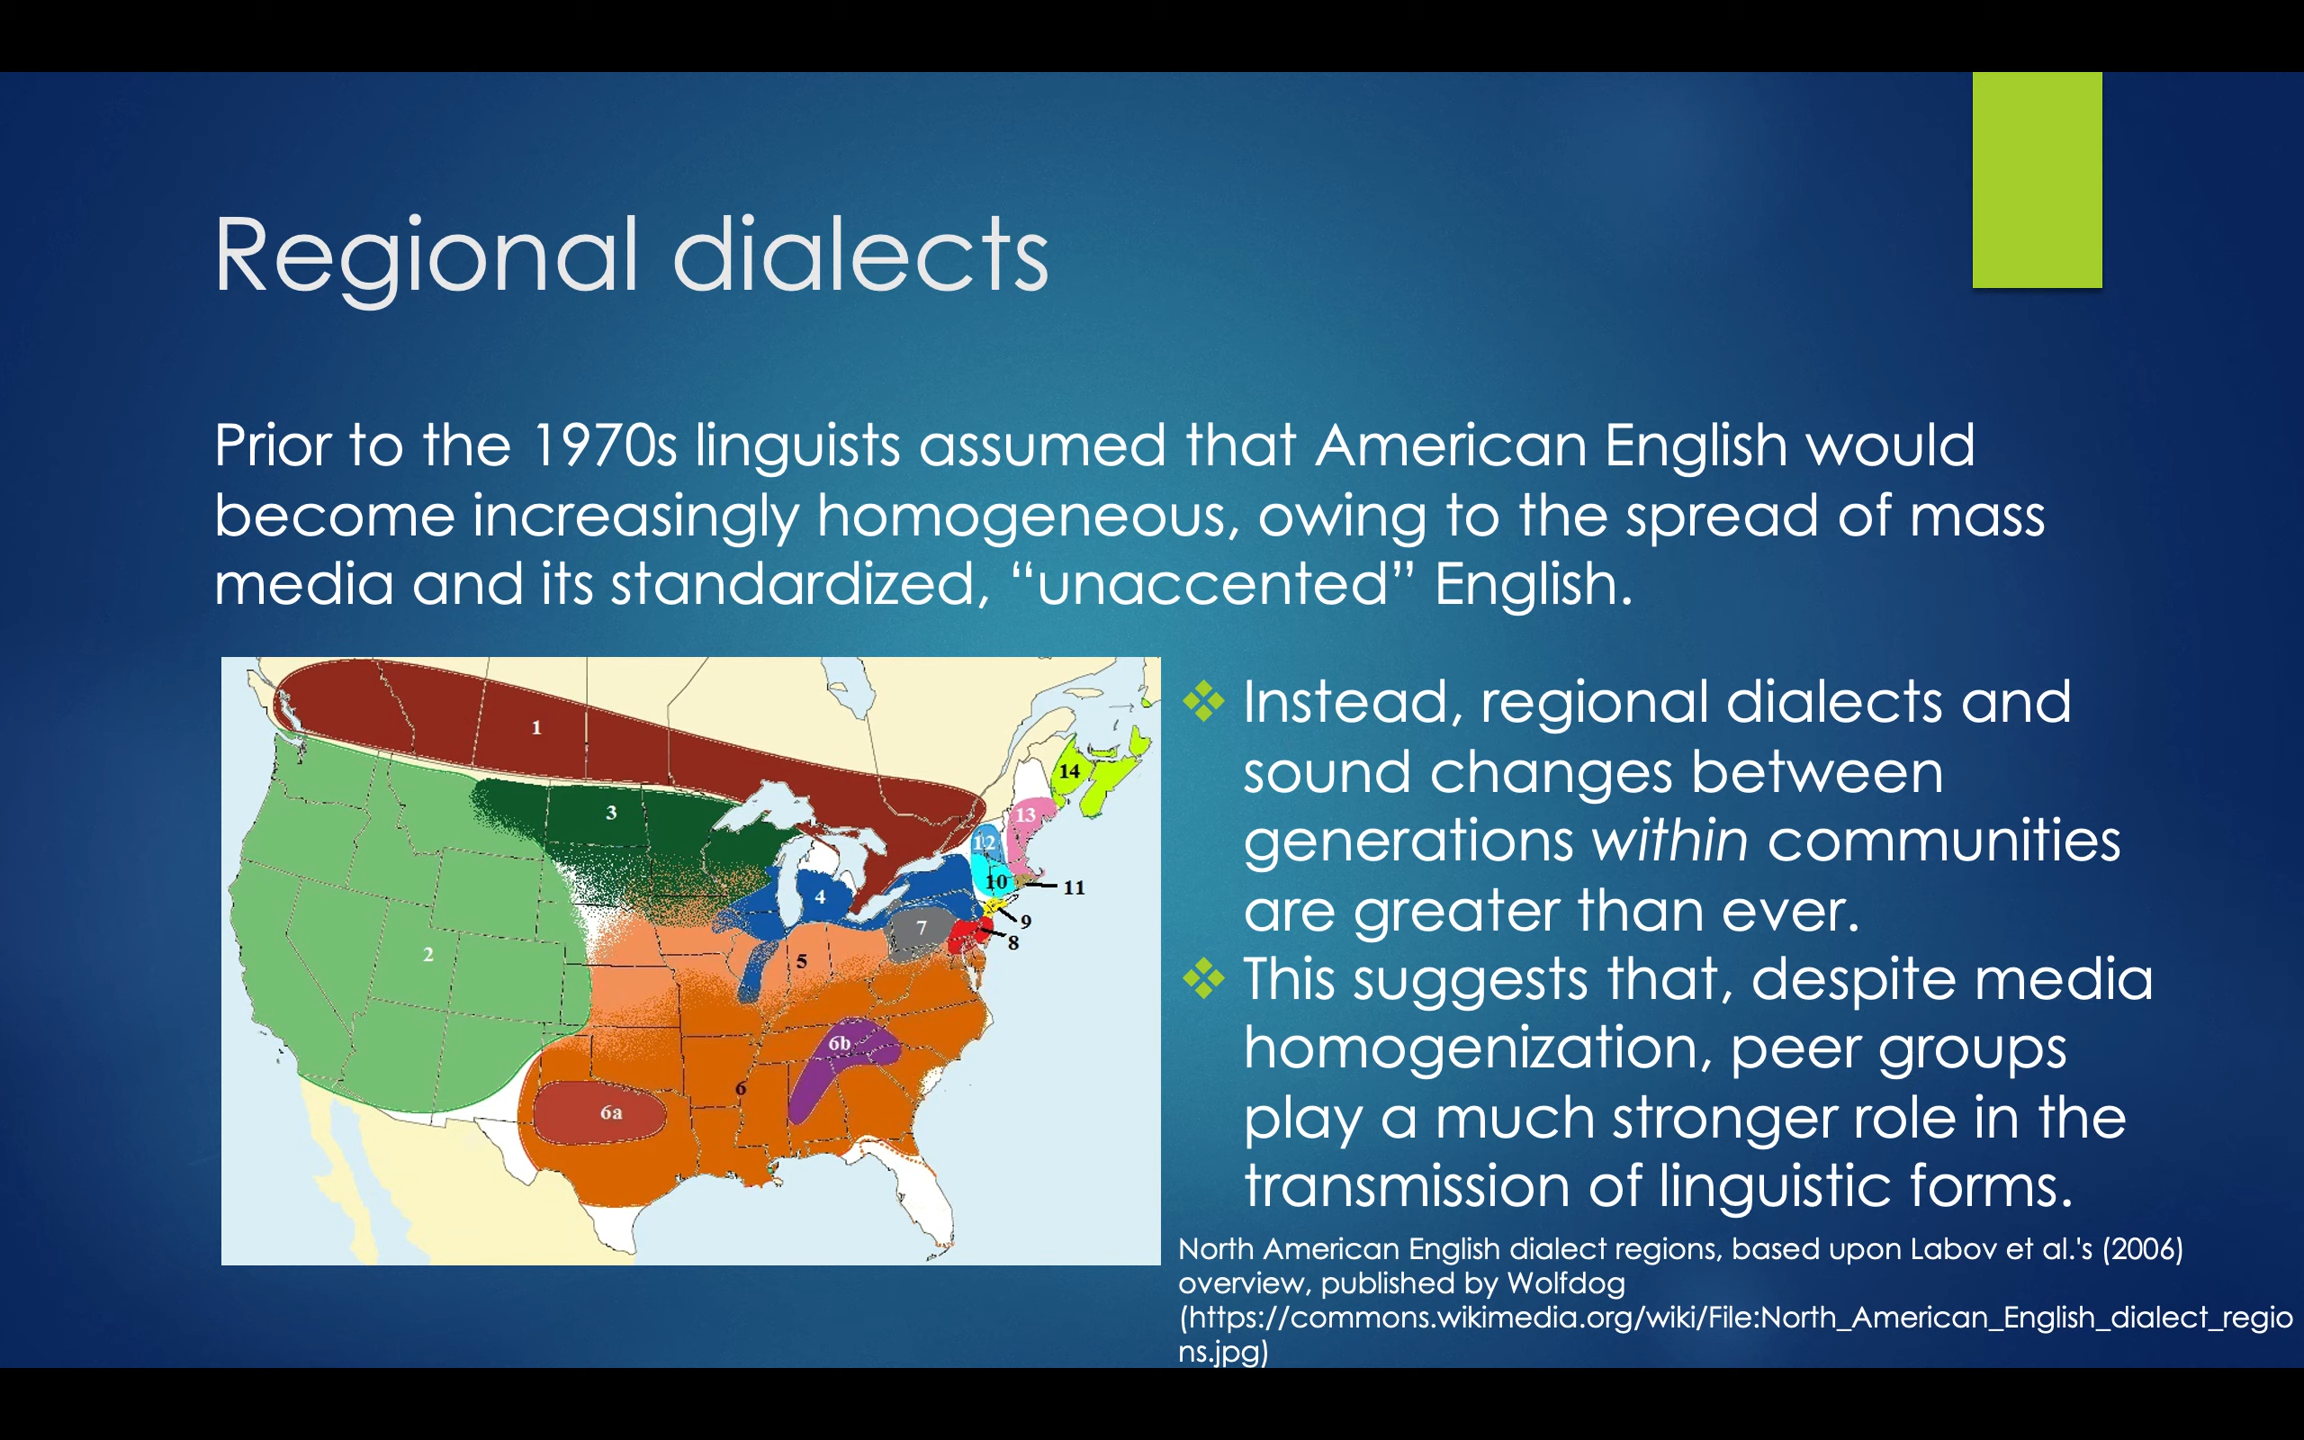 Regional dialects
Prior to the 1970s linguists assumed that American English would
become increasingly homogeneous, owing to the spread of mass
media and its standardized, “unaccented” English.
1
14
3
13
12
4
10
11
9
7
8
2
5
6b
6
6a
Instead, regional dialects and
sound changes between
generations within communities
are greater than ever.
This suggests that, despite media
homogenization, peer groups
play a much stronger role in the
transmission of linguistic forms.
North American English dialect regions, based upon Labov et al.'s (2006)
overview, published by Wolfdog
(https://commons.wikimedia.org/wiki/File:North_American_English_dialect_regio
ns.jpg)